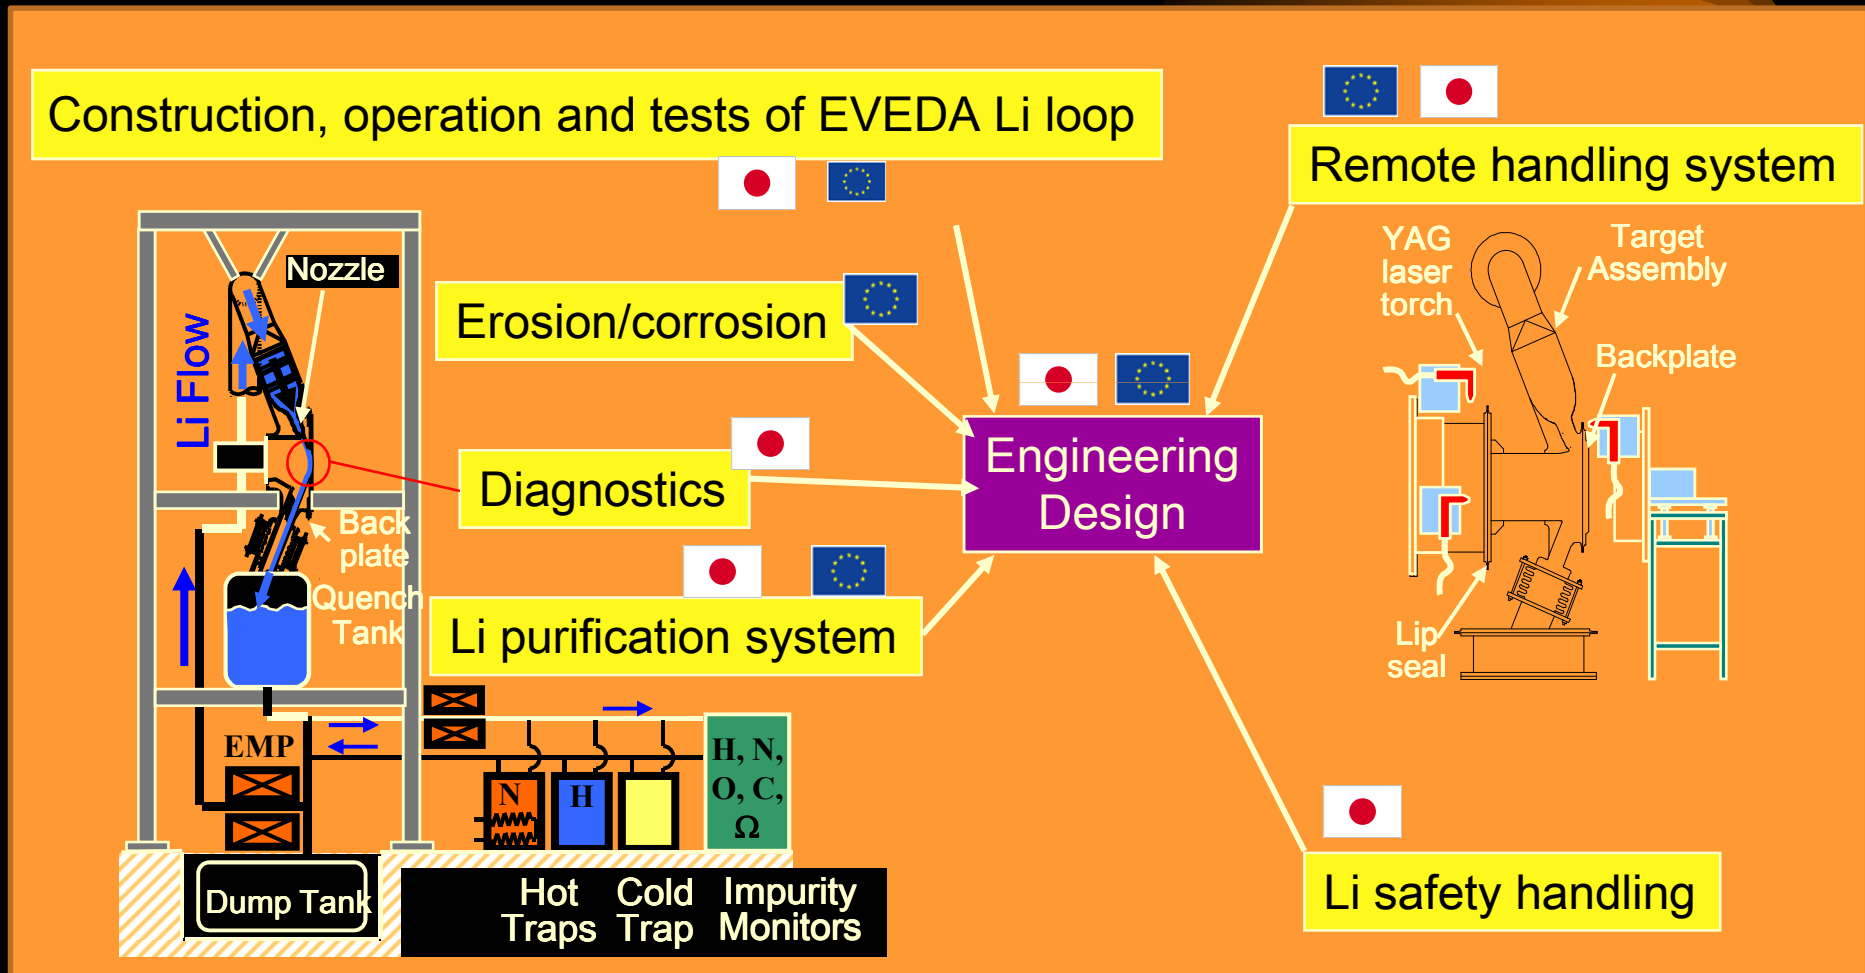 Construction, operation and tests of EVEDA Li loop
Remote handling system
Nozzle
Li Flow
Erosion/corrosion
YAG
laser
torch
Target
Assembly
Backplate
Engineering
Design
Diagnostics
Back
plate
Quench
Tank
Li purification system
Lip
seal
EMP
N
H
H, N,
O, C,
Ω
Li safety handling
Dump Tank
Hot
Traps
Cold
Trap
Impurity
Monitors